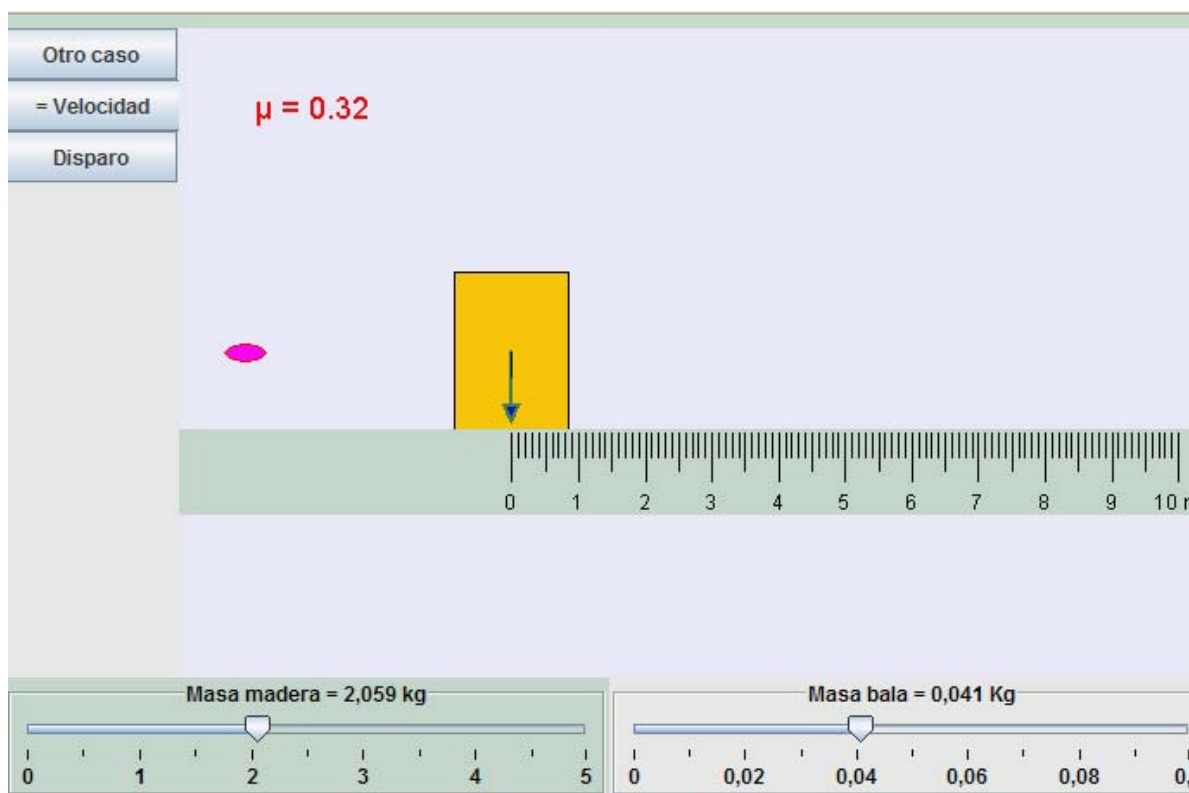 Otro caso
= Velocidad
Disparo
μ = 0.32
0 1 2 3 4 5 6 7 8 9 10
Masa madera = 2,059 kg
0 1 2 3 4 5
Masa bala = 0,041 Kg
0 0,02 0,04 0,06 0,08